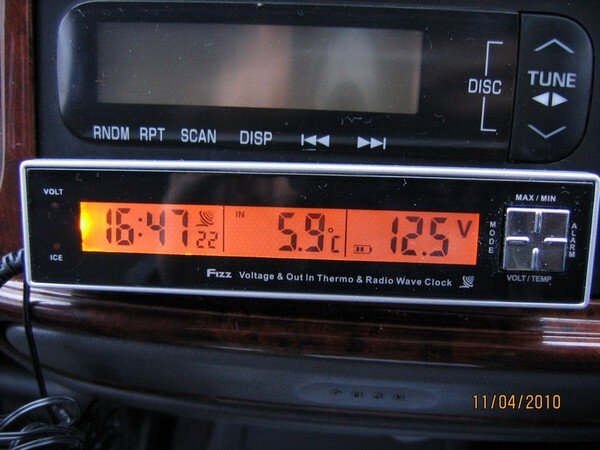 RNDM RPT SCAN DISP
DISC
TUNE
VOLT
ICE
16:47 22
IN 5.9°C
12.5 V
MAX/MIN
MODE
ALARM
VOLT/TEMP
Fizz Voltage & Out In Thermo & Radio Wave Clock
11/04/2010